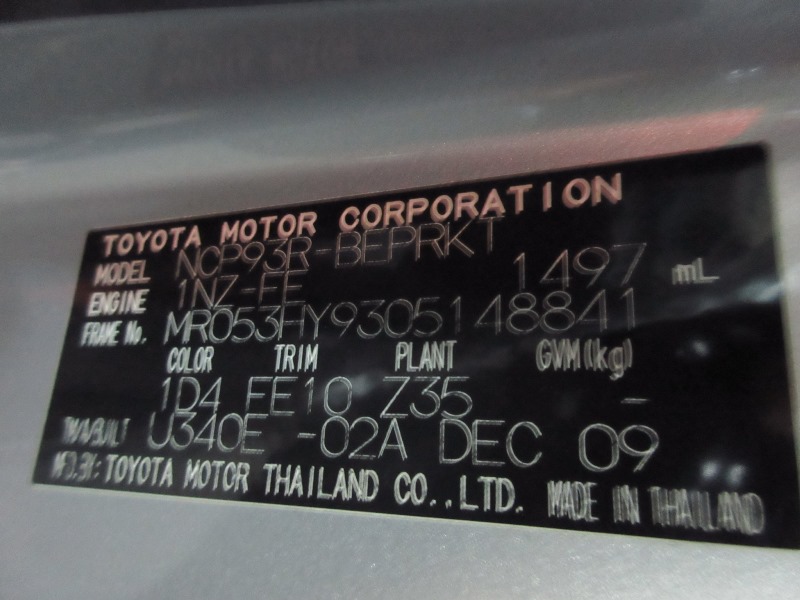 TOYOTA MOTOR CORPORATION
MODEL NCP93R-BEPRKT
ENGINE 1NZ-FE 1497 mL
FRAME No. MR053HY9305148841
COLOR TRIM PLANT GVM(kg)
1D4 FE10 Z35 -
T/M/BUILT U340E -02A DEC 09
MFD.BY: TOYOTA MOTOR THAILAND CO.,LTD. MADE IN THAILAND